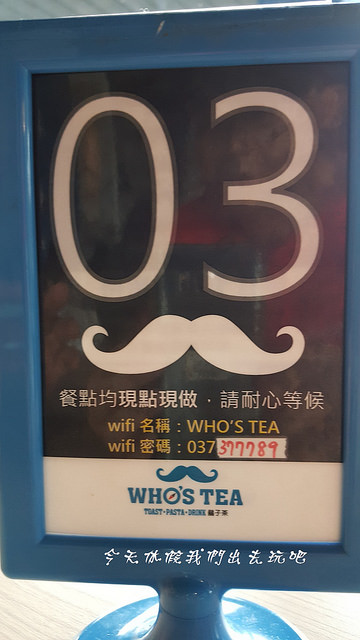 03
餐點均現點現做，請耐心等候
wifi 名稱：WHO'S TEA
wifi 密碼：037377789
WHO'S TEA
TOAST·PASTA·DRINK 鬍子茶
今天休假我們出去玩吧